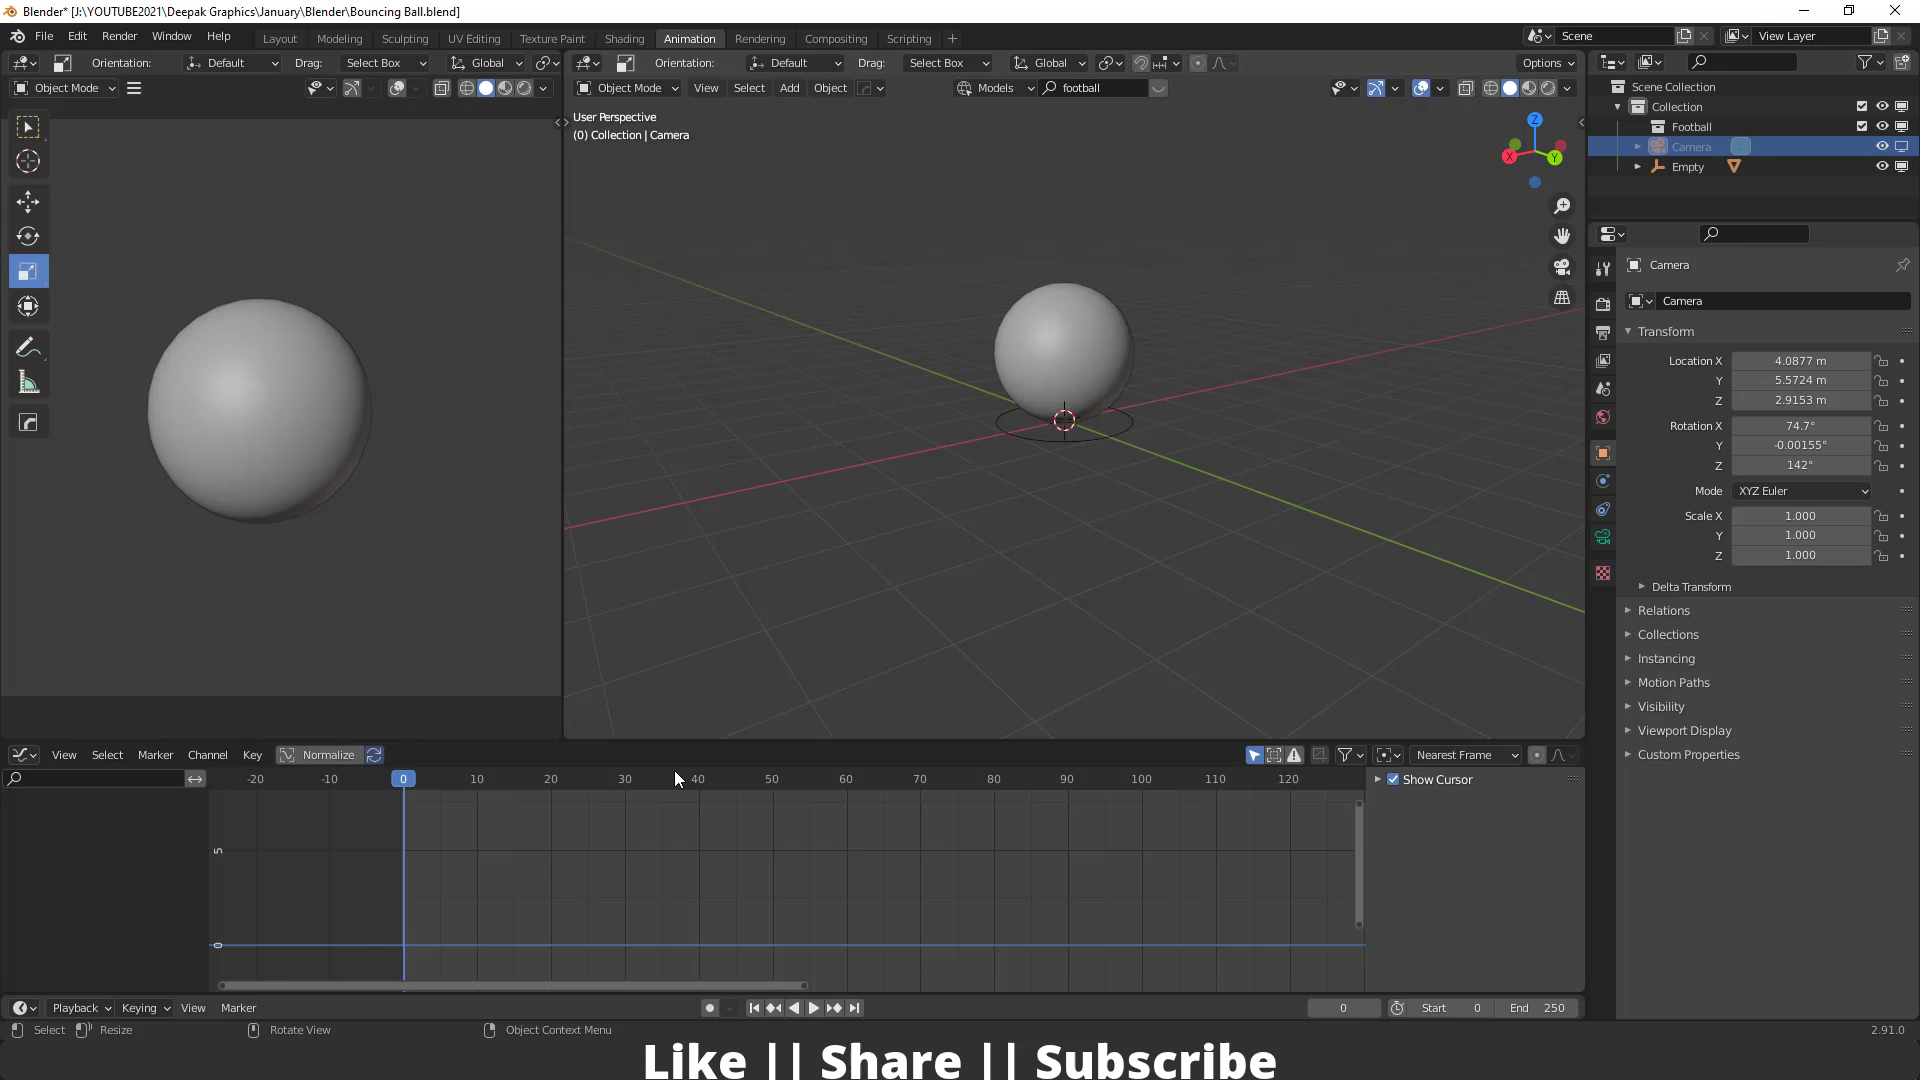 Blender* [J:\YOUTUBE2021\Deepak Graphics\January\Blender\Bouncing Ball.blend]
File Edit Render Window Help Layout Modeling Sculpting UV Editing Texture Paint Shading Animation Rendering Compositing Scripting + Scene View Layer
Orientation: Default Drag: Select Box Global
Orientation: Default Drag: Select Box Global Options
Object Mode
Object Mode View Select Add Object Models football
User Perspective
(0) Collection | Camera
Z
X
Y
Scene Collection
Collection
Football
Camera
Empty
Camera
Camera
Transform
Location X 4.0877 m
Y 5.5724 m
Z 2.9153 m
Rotation X 74.7°
Y -0.00155°
Z 142°
Mode XYZ Euler
Scale X 1.000
Y 1.000
Z 1.000
Delta Transform
Relations
Collections
Instancing
Motion Paths
Visibility
Viewport Display
Custom Properties
View Select Marker Channel Key Normalize Nearest Frame
-20 -10 0 10 20 30 40 50 60 70 80 90 100 110 120
Show Cursor
5
0
Playback Keying View Marker 0 Start 0 End 250
Select Resize Rotate View Object Context Menu 2.91.0
Like || Share || Subscribe